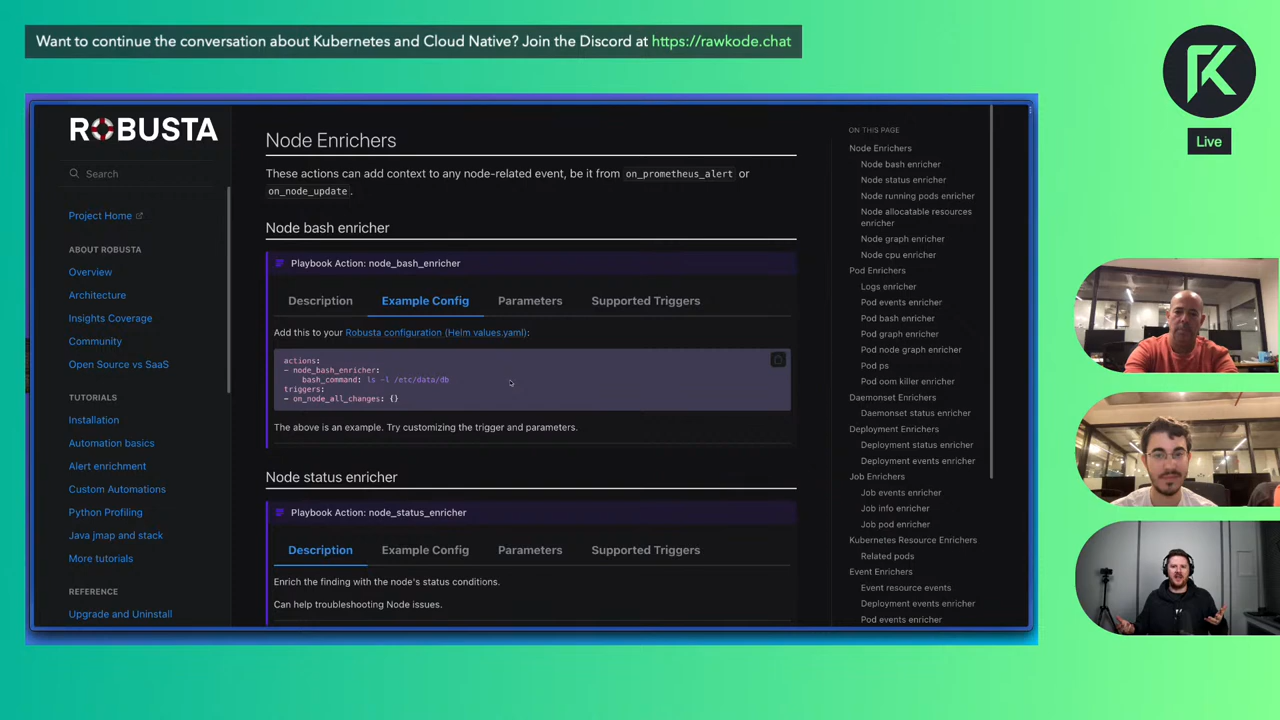 Want to continue the conversation about Kubernetes and Cloud Native? Join the Discord at https://rawkode.chat
Live
ROBUSTA
Search
Project Home
ABOUT ROBUSTA
Overview
Architecture
Insights Coverage
Community
Open Source vs SaaS
TUTORIALS
Installation
Automation basics
Alert enrichment
Custom Automations
Python Profiling
Java jmap and stack
More tutorials
REFERENCE
Upgrade and Uninstall
Node Enrichers
These actions can add context to any node-related event, be it from on_prometheus_alert or
on_node_update.
Node bash enricher
Playbook Action: node_bash_enricher
Description Example Config Parameters Supported Triggers
Add this to your Robusta configuration (Helm values.yaml):
actions:
- node_bash_enricher:
bash_command: ls -l /etc/data/db
triggers:
- on_node_all_changes: {}
The above is an example. Try customizing the trigger and parameters.
Node status enricher
Playbook Action: node_status_enricher
Description Example Config Parameters Supported Triggers
Enrich the finding with the node's status conditions.
Can help troubleshooting Node issues.
ON THIS PAGE
Node Enrichers
Node bash enricher
Node status enricher
Node running pods enricher
Node allocatable resources
enricher
Node graph enricher
Node cpu enricher
Pod Enrichers
Logs enricher
Pod events enricher
Pod bash enricher
Pod graph enricher
Pod node graph enricher
Pod ps
Pod oom killer enricher
Daemonset Enrichers
Daemonset status enricher
Deployment Enrichers
Deployment status enricher
Deployment events enricher
Job Enrichers
Job events enricher
Job info enricher
Job pod enricher
Kubernetes Resource Enrichers
Related pods
Event Enrichers
Event resource events
Deployment events enricher
Pod events enricher